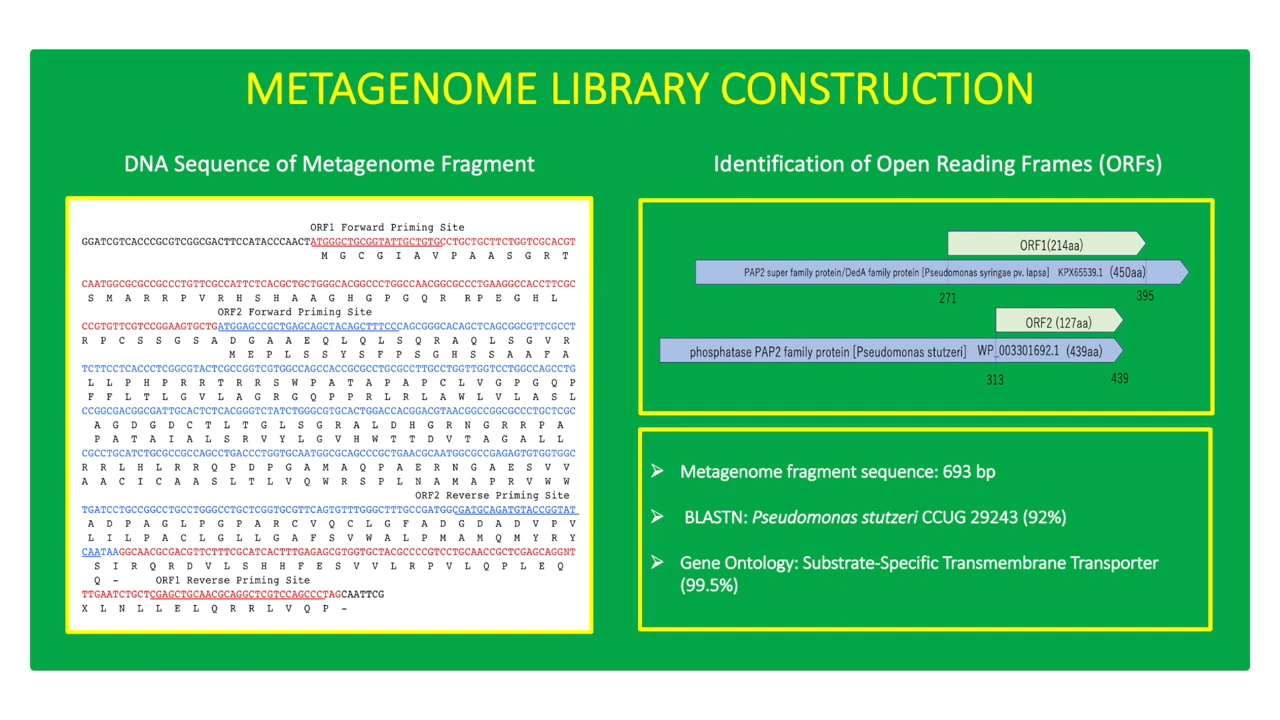 METAGENOME LIBRARY CONSTRUCTION
DNA Sequence of Metagenome Fragment
ORF1 Forward Priming Site
GGATCGTCACCCGCGTCGGCGACTTCCATACCCAACTATGGGCTGCGGTATTGCTGTGCCTGCTGCTTCTGGTCGCACGT
M G C G I A V P A A S G R T
CAATGGCGCGCCGCCCTGTTCGCCATTCTCACGCTGCTGGGCACGGCCCTGGCCAACGGCGCCCTGAAGGCCACCTTCGC
S M A R R P V R H S H A A G H G P G Q R R P E G H L
ORF2 Forward Priming Site
CCGTGTTCGTCCGGAAGTGCTGATGGAGCCGCTGAGCAGCTACAGCTTTCCCAGCGGGCACAGCTCAGCGGCGTTCGCCT
R P C S S G S A D G A A E Q L Q L S Q R A Q L S G V R
M E P L S S Y S F P S G H S S A A F A
TCTTCCTCACCCTCGGCGTACTCGCCGGTCGTGGCCAGCCACCGCGCCTGCGCCTTGCCTGGTTGGTCCTGGCCAGCCTG
L L P H P R R T R R S W P A T A P A P C L V G P G Q P
F F L T L G V L A G R G Q P P R L R L A W L V L A S L
CCGGCGACGGCGATTGCACTCTCACGGGTCTATCTGGGCGTGCACTGGACCACGGACGTAACGGCCGGCGCCCTGCTCGC
A G D G D C T L T G L S G R A L D H G R N G R R P A
P A T A I A L S R V Y L G V H W T T D V T A G A L L
CGCCTGCATCTGCGCCGCCAGCCTGACCCTGGTGCAATGGCGCAGCCCGCTGAACGCAATGGCGCCGAGAGTGTGGTGGC
R R L H L R R Q P D P G A M A Q P A E R N G A E S V V
A A C I C A A S L T L V Q W R S P L N A M A P R V W W
ORF2 Reverse Priming Site
TGATCCTGCCGGCCTGCCTGGGCCTGCTCGGTGCGTTCAGTGTTTGGGCTTTGCCGATGGCGATGCAGATGTACCGGTAT
A D P A G L P G P A R C V Q C L G F A D G D A D V P V
L I L P A C L G L L G A F S V W A L P M A M Q M Y R Y
CAATAAGGCAACGCGACGTTCTTTCGCATCACTTTGAGAGCGTGGTGCTACGCCCCGTCCTGCAACCGCTCGAGCAGGNT
S I R Q R D V L S H H F E S V V L R P V L Q P L E Q
Q -
ORF1 Reverse Priming Site
TTGAATCTGCTCGAGCTGCAACGCAGGCTCGTCCAGCCCTAGCAATTCG
X L N L L E L Q R R L V Q P -
Identification of Open Reading Frames (ORFs)
ORF1(214aa)
PAP2 super family protein/DedA family protein [Pseudomonas syringae pv. lapsa] KPX65539.1 (450aa)
271 395
ORF2 (127aa)
phosphatase PAP2 family protein [Pseudomonas stutzeri] WP_003301692.1 (439aa)
313 439
➢ Metagenome fragment sequence: 693 bp
➢ BLASTN: Pseudomonas stutzeri CCUG 29243 (92%)
➢ Gene Ontology: Substrate-Specific Transmembrane Transporter
(99.5%)